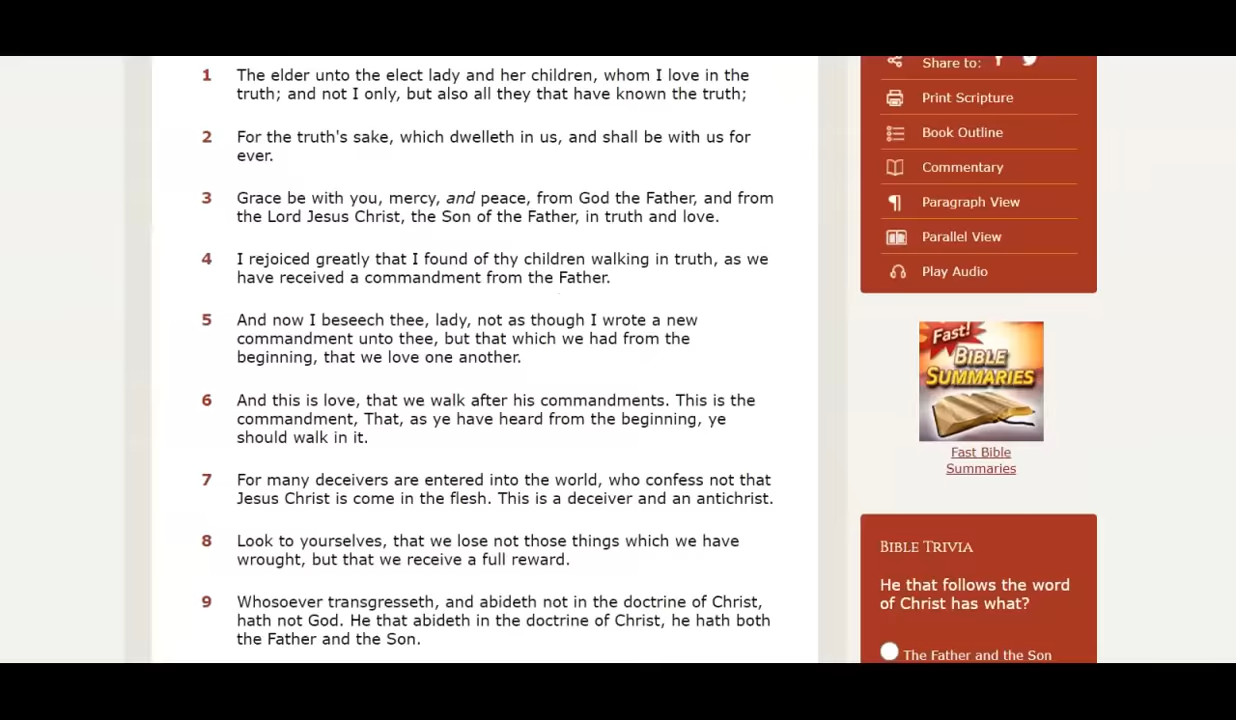 1 The elder unto the elect lady and her children, whom I love in the
truth; and not I only, but also all they that have known the truth;
2 For the truth's sake, which dwelleth in us, and shall be with us for
ever.
3 Grace be with you, mercy, and peace, from God the Father, and from
the Lord Jesus Christ, the Son of the Father, in truth and love.
4 I rejoiced greatly that I found of thy children walking in truth, as we
have received a commandment from the Father.
5 And now I beseech thee, lady, not as though I wrote a new
commandment unto thee, but that which we had from the
beginning, that we love one another.
6 And this is love, that we walk after his commandments. This is the
commandment, That, as ye have heard from the beginning, ye
should walk in it.
7 For many deceivers are entered into the world, who confess not that
Jesus Christ is come in the flesh. This is a deceiver and an antichrist.
8 Look to yourselves, that we lose not those things which we have
wrought, but that we receive a full reward.
9 Whosoever transgresseth, and abideth not in the doctrine of Christ,
hath not God. He that abideth in the doctrine of Christ, he hath both
the Father and the Son.
Share to:
Print Scripture
Book Outline
Commentary
Paragraph View
Parallel View
Play Audio
Fast!
BIBLE
SUMMARIES
Fast Bible
Summaries
BIBLE TRIVIA
He that follows the word
of Christ has what?
The Father and the Son